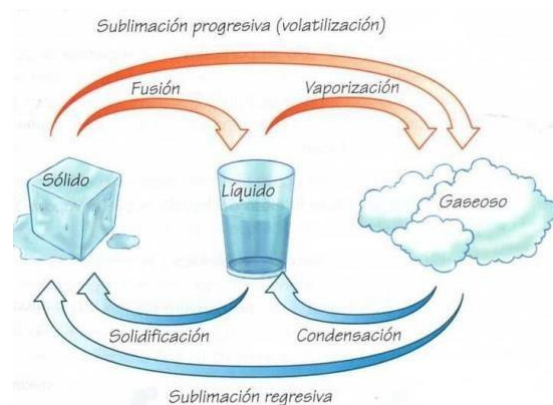 Sublimación progresiva (volatilización)
Fusión
Vaporización
Sólido
Líquido
Gaseoso
Solidificación
Condensación
Sublimación regresiva